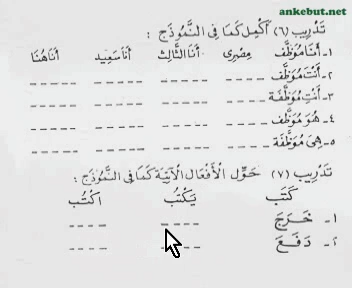 ankebut.net
تَدْرِيب (٦) أَكْمِل كَمَا فِى النَّمُوذَج :
١- أَنَا مُوَظَّف مِصْرِى أَنَا الثَّالِث أَنَا سَعِيد أَنَا هُنَا
٢- أَنْتَ مُوَظَّف ـ ـ ـ ـ ـ ـ ـ ـ ـ ـ ـ ـ ـ ـ ـ ـ
٣- أَنْتِ مُوَظَّفَة ـ ـ ـ ـ ـ ـ ـ ـ ـ ـ ـ ـ ـ ـ ـ ـ
٤- هُوَ مُوَظَّف ـ ـ ـ ـ ـ ـ ـ ـ ـ ـ ـ ـ ـ ـ ـ ـ
٥- هِىَ مُوَظَّفَة ـ ـ ـ ـ ـ ـ ـ ـ ـ ـ ـ ـ ـ ـ ـ ـ
تَدْرِيب (٧) حَوِّل الأَفْعَال الآتِيَة كَمَا فِى النَّمُوذَج :
كَتَبَ يَكْتُبُ اُكْتُب
١- خَرَجَ ـ ـ ـ ـ ـ ـ ـ ـ
٢- دَفَعَ ـ ـ ـ ـ ـ ـ ـ ـ